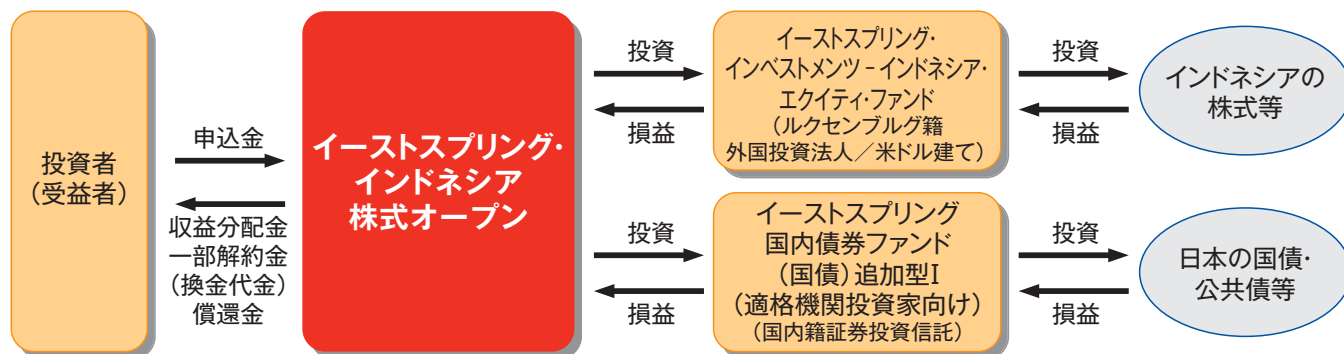 投資者
(受益者)
申込金
収益分配金
一部解約金
(換金代金)
償還金
イーストスプリング・
インドネシア
株式オープン
投資
損益
イーストスプリング・
インベストメンツ－インドネシア・
エクイティ・ファンド
(ルクセンブルグ籍
外国投資法人／米ドル建て)
投資
損益
インドネシアの
株式等
投資
損益
イーストスプリング
国内債券ファンド
(国債)追加型I
(適格機関投資家向け)
(国内籍証券投資信託)
投資
損益
日本の国債・
公共債等